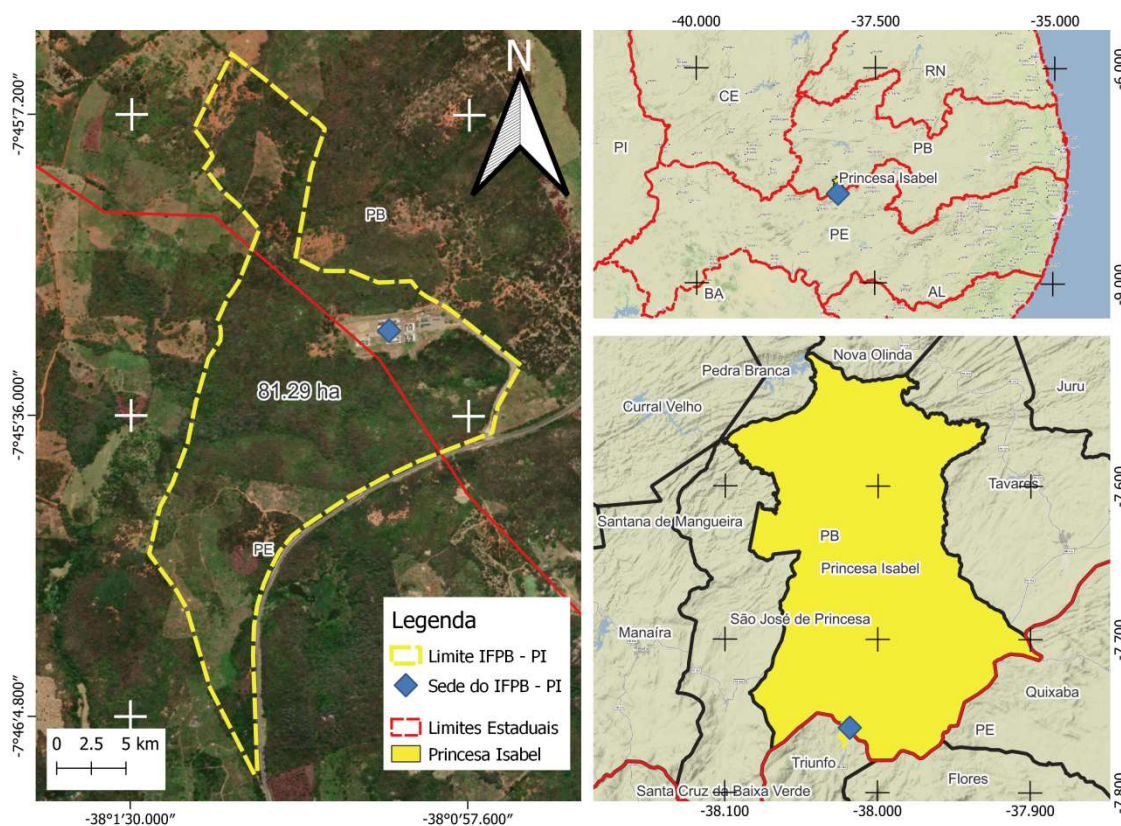 N
-7°45'7.200"
-7°45'36.000"
-7°46'4.800"
-38°1'30.000"
-38°0'57.600"
PB
81.29 ha
PE
0 2.5 5 km
Legenda
Limite IFPB - PI
Sede do IFPB - PI
Limites Estaduais
Princesa Isabel
-40.000
-37.500
-35.000
-6.000
-9.000
RN
CE
PI
PB
Princesa Isabel
PE
BA
AL
Nova Olinda
Pedra Branca
Juru
Curral Velho
Tavares
Santana de Mangueira
PB
Princesa Isabel
São José de Princesa
Manaíra
Quixaba
PE
Triunfo
Flores
Santa Cruz da Baixa Verde
-7.600
-7.700
-7.800
-38.100
-38.000
-37.900